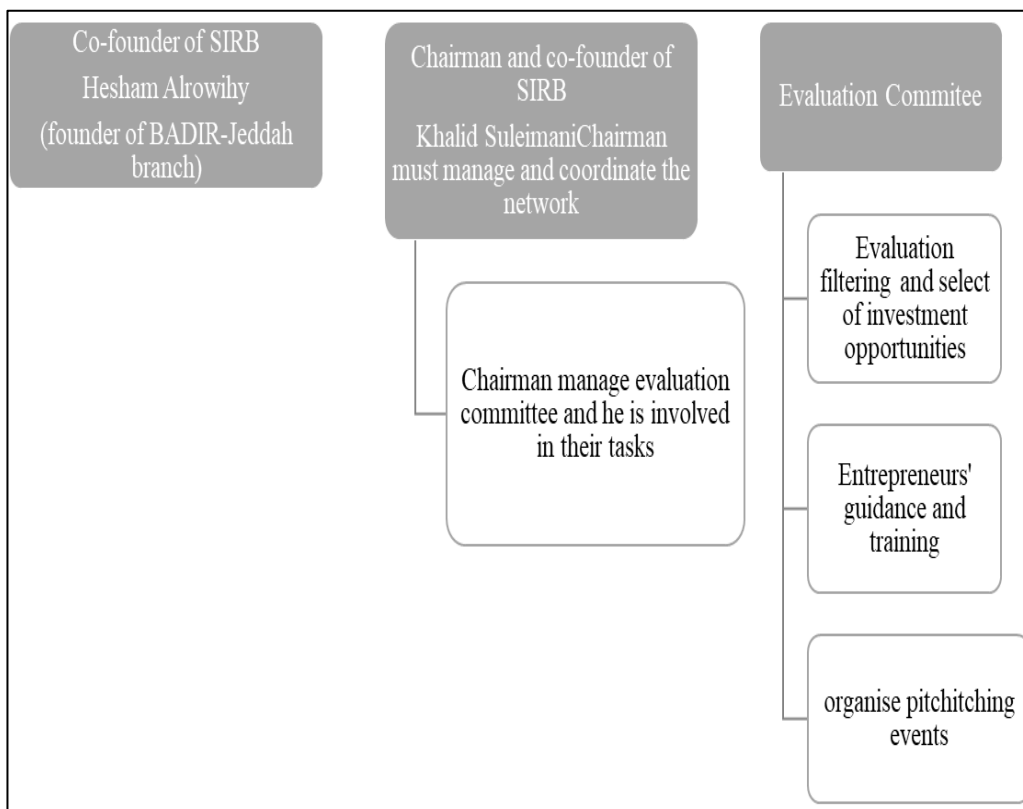 Co-founder of SIRB
Hesham Alrowihy
(founder of BADIR-Jeddah
branch)
Chairman and co-founder of
SIRB
Khalid SuleimaniChairman
must manage and coordinate the
network
Chairman manage evaluation
committee and he is involved
in their tasks
Evaluation Commitee
Evaluation
filtering and select
of investment
opportunities
Entrepreneurs'
guidance and
training
organise pitchitching
events